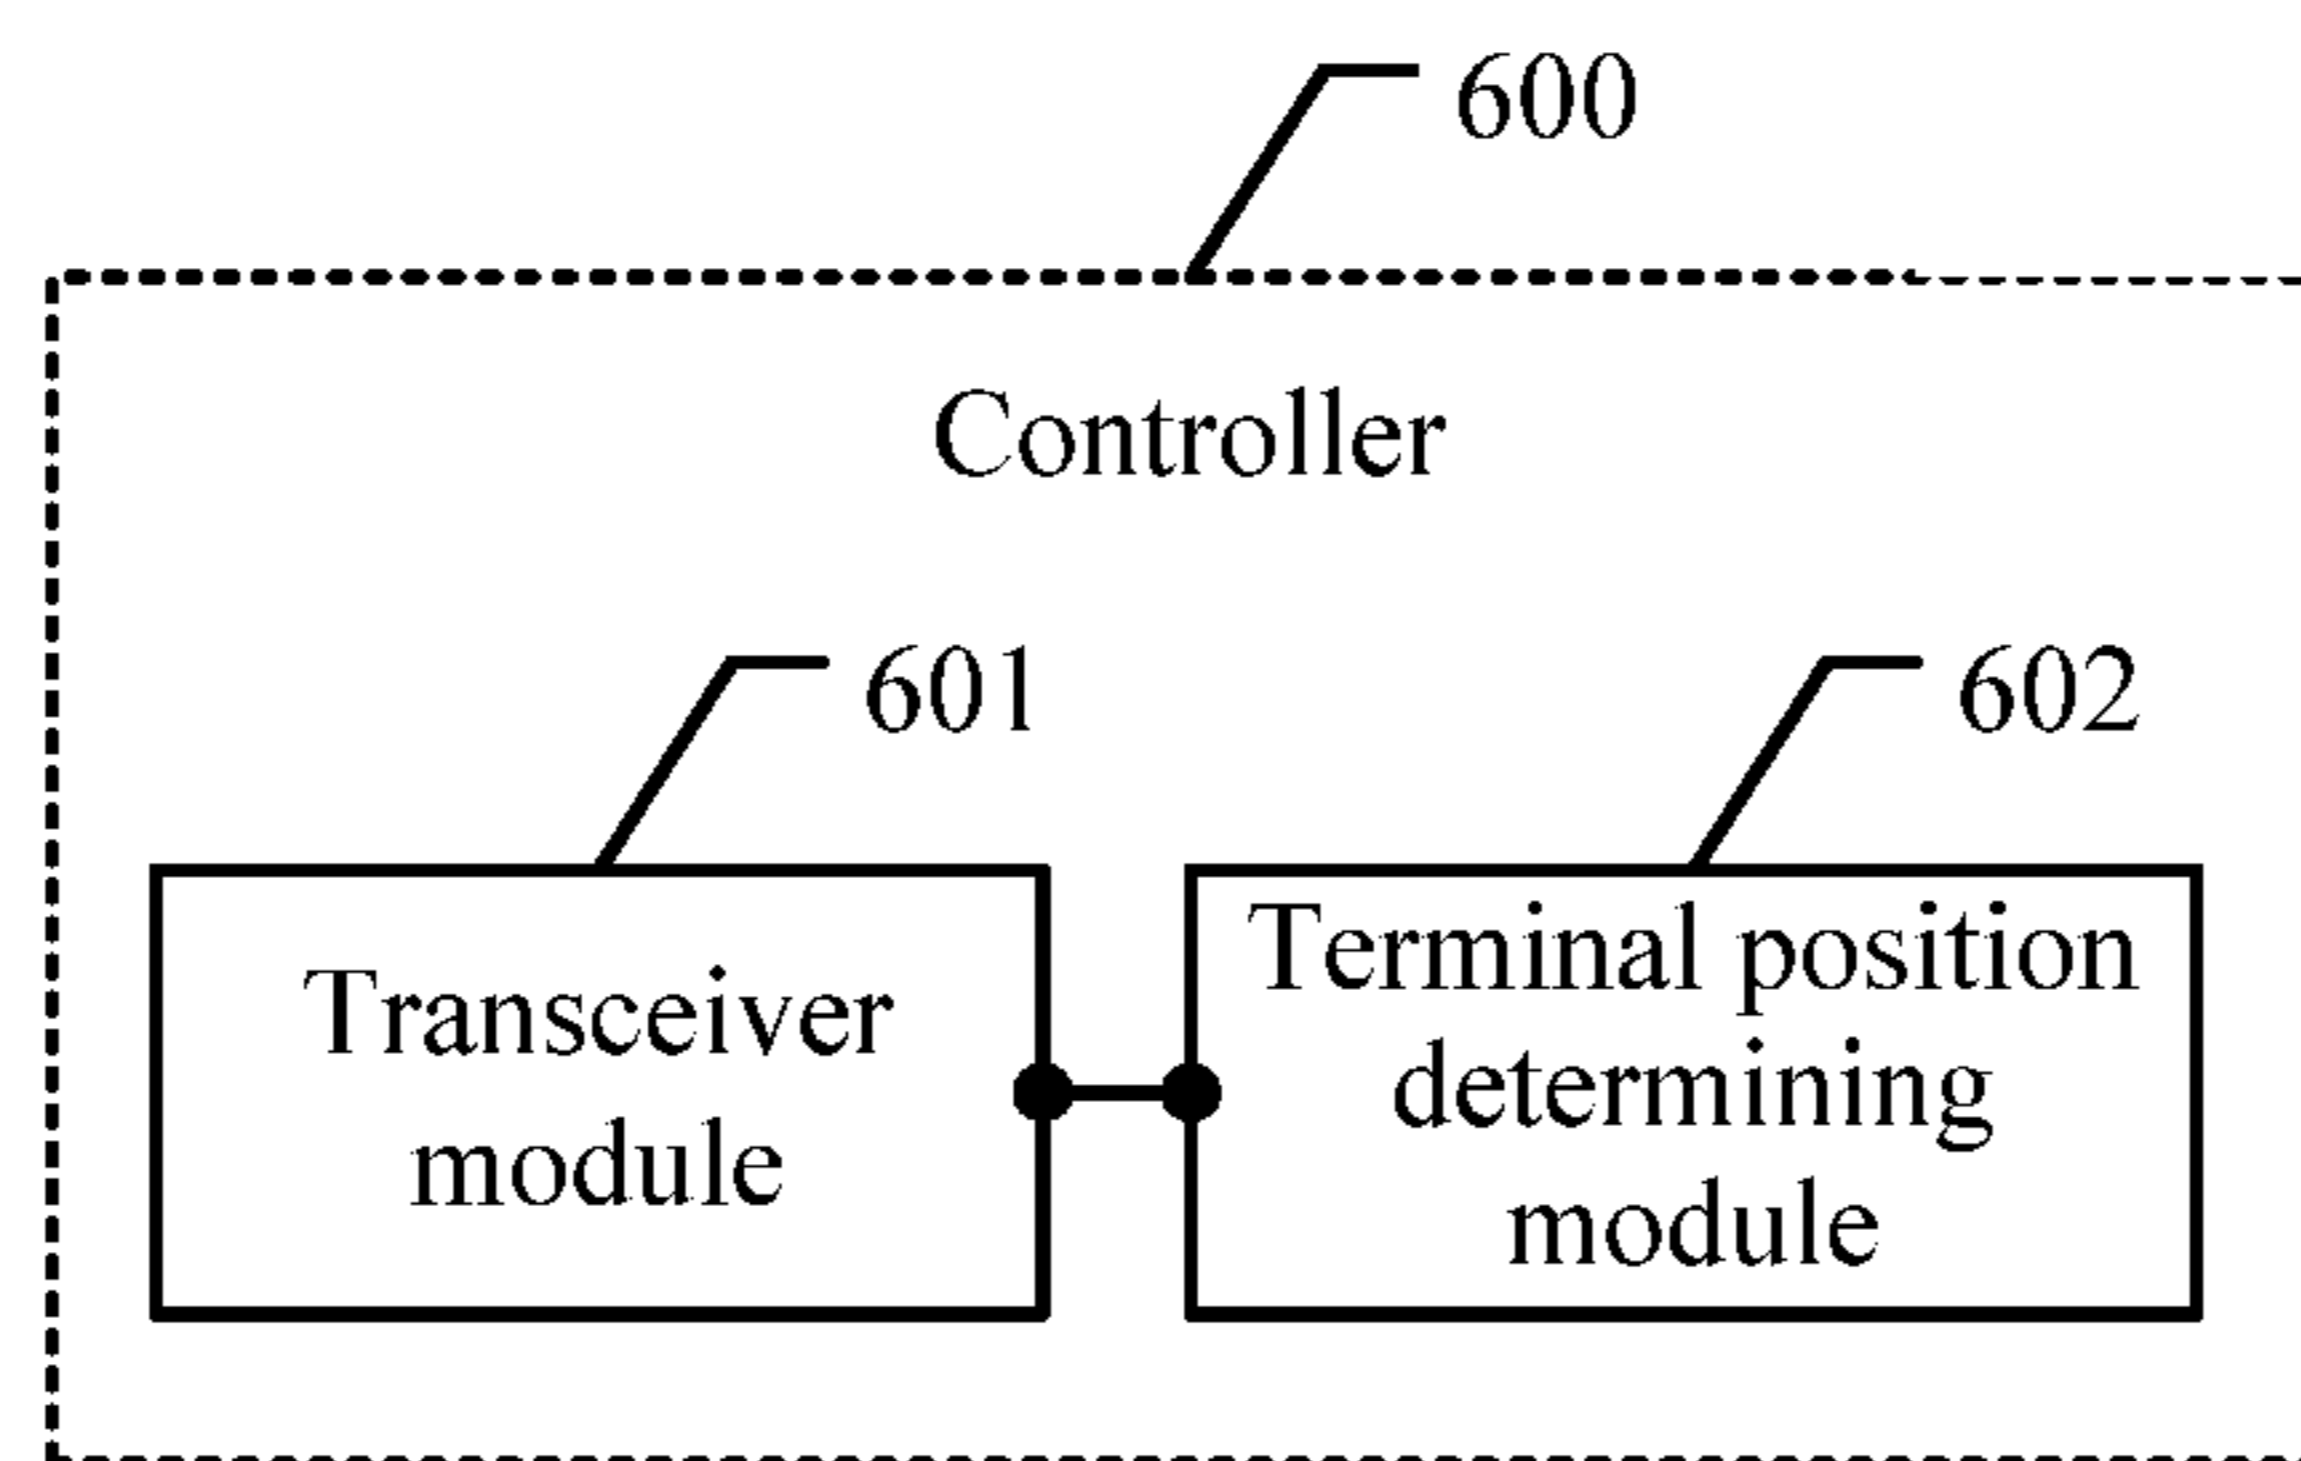 600
Controller
601
602
Transceiver
module
Terminal position
determining
module